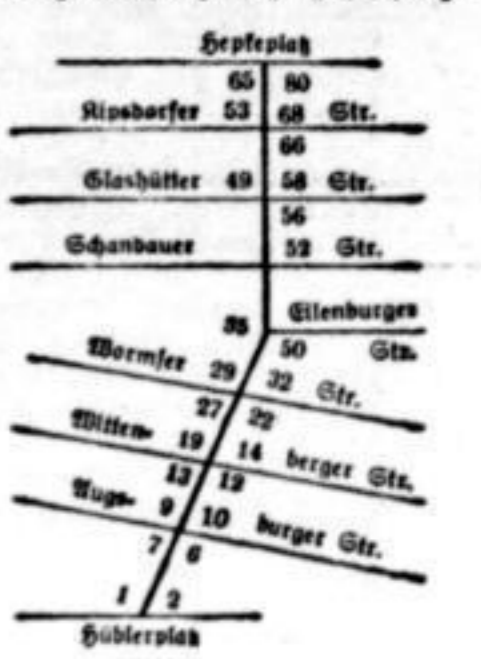 Hepkeplatz
65 80
Kipsdorfer 53 68 Str.
66
Glashütter 49 58 Str.
56
Schandauer 52 Str.
35 Eilenburger
50 Str.
Wormser 29 32 Str.
27 22
Witten- 19 14 berger Str.
13 12
Augs- 9 10 burger Str.
7 6
1 2
Hüblerplatz